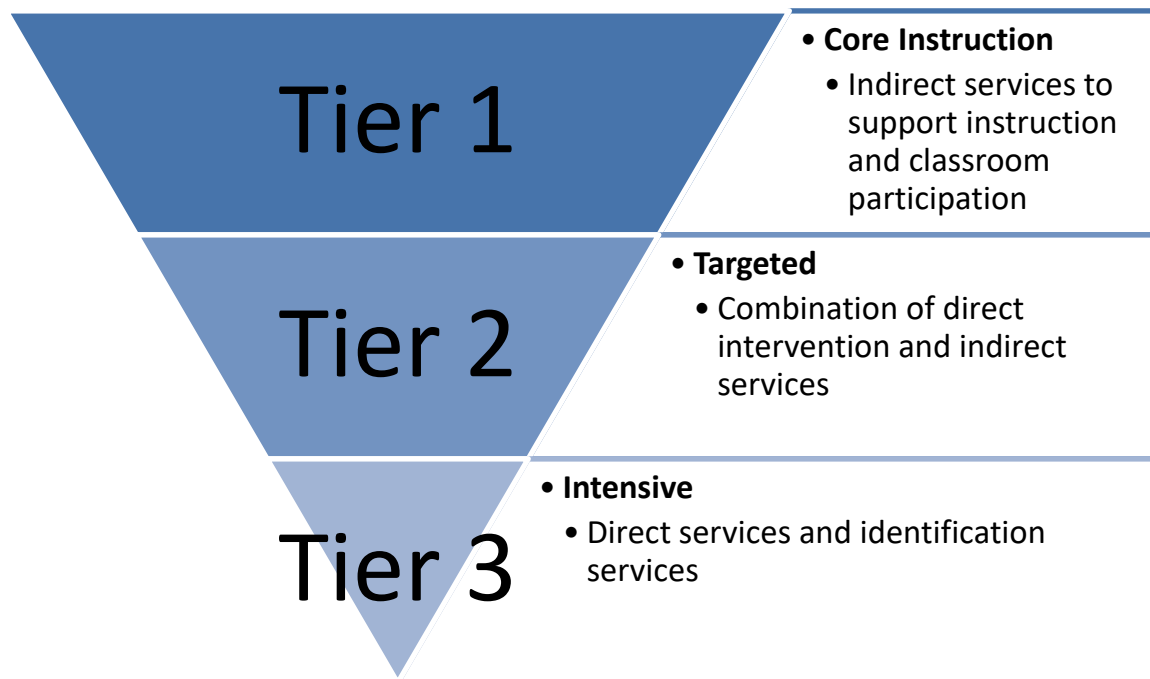 Tier 1
• Core Instruction
• Indirect services to
support instruction
and classroom
participation
Tier 2
• Targeted
• Combination of direct
intervention and indirect
services
Tier 3
• Intensive
• Direct services and identification
services